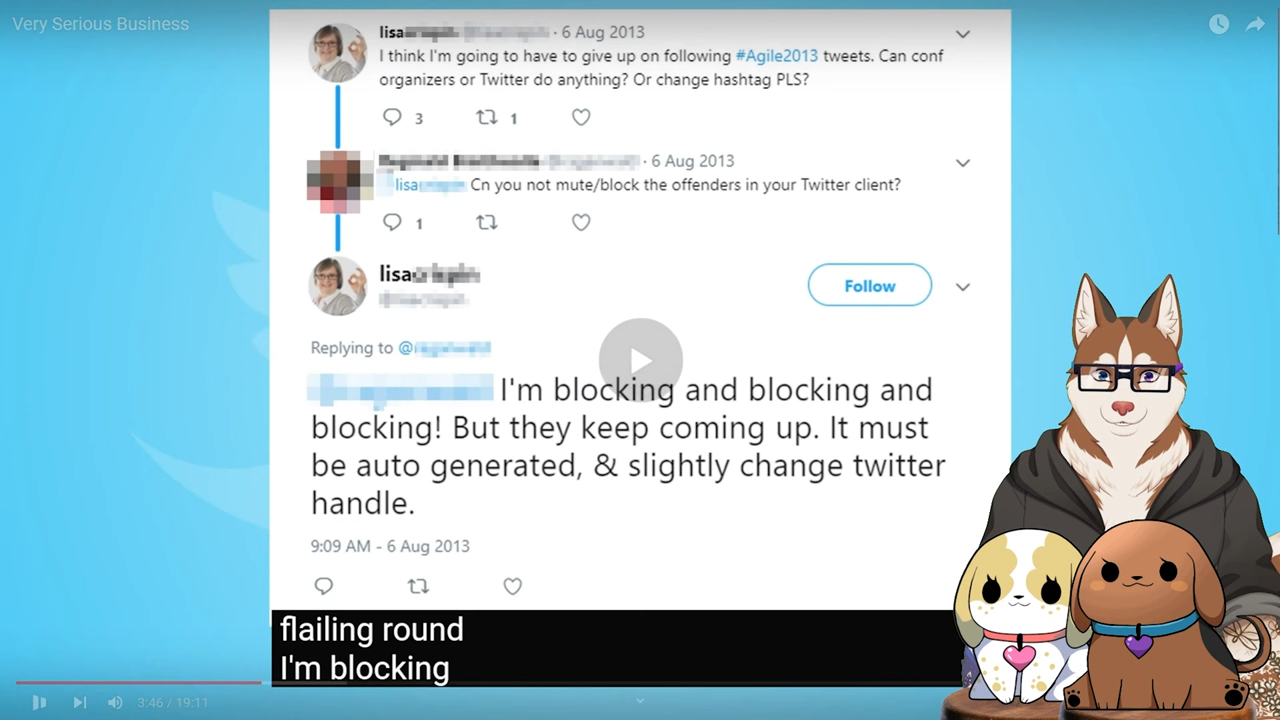 Very Serious Business
lisa · 6 Aug 2013
I think I'm going to have to give up on following #Agile2013 tweets. Can conf
organizers or Twitter do anything? Or change hashtag PLS?
3 1
· 6 Aug 2013
lisa Cn you not mute/block the offenders in your Twitter client?
1
lisa
Follow
Replying to @
I'm blocking and blocking and
blocking! But they keep coming up. It must
be auto generated, & slightly change twitter
handle.
9:09 AM - 6 Aug 2013
flailing round
I'm blocking
3:46 / 19:11